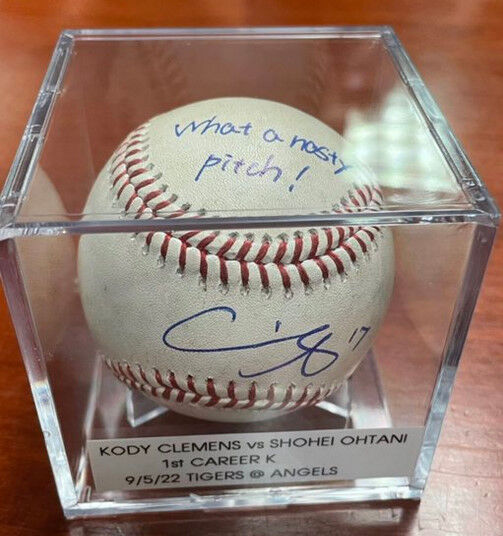 What a nasty
pitch!
17
KODY CLEMENS vs SHOHEI OHTANI
1st CAREER K
9/5/22 TIGERS @ ANGELS